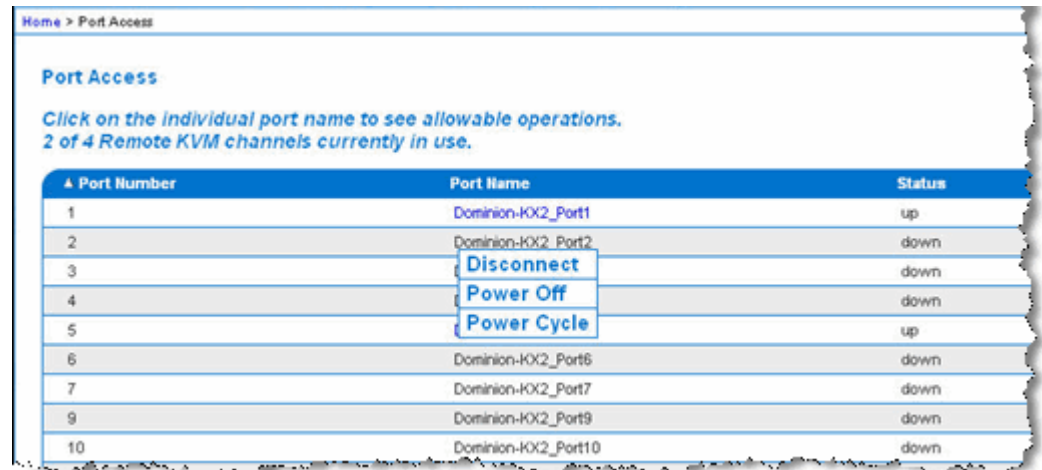 Home > Port Access
Port Access
Click on the individual port name to see allowable operations.
2 of 4 Remote KVM channels currently in use.
▲ Port Number Port Name Status
1 Dominion-KX2_Port1 up
2 Dominion-KX2_Port2 down
Disconnect
3 down
Power Off
4 down
Power Cycle
5 up
6 Dominion-KX2_Port6 down
7 Dominion-KX2_Port7 down
9 Dominion-KX2_Port9 down
10 Dominion-KX2_Port10 down